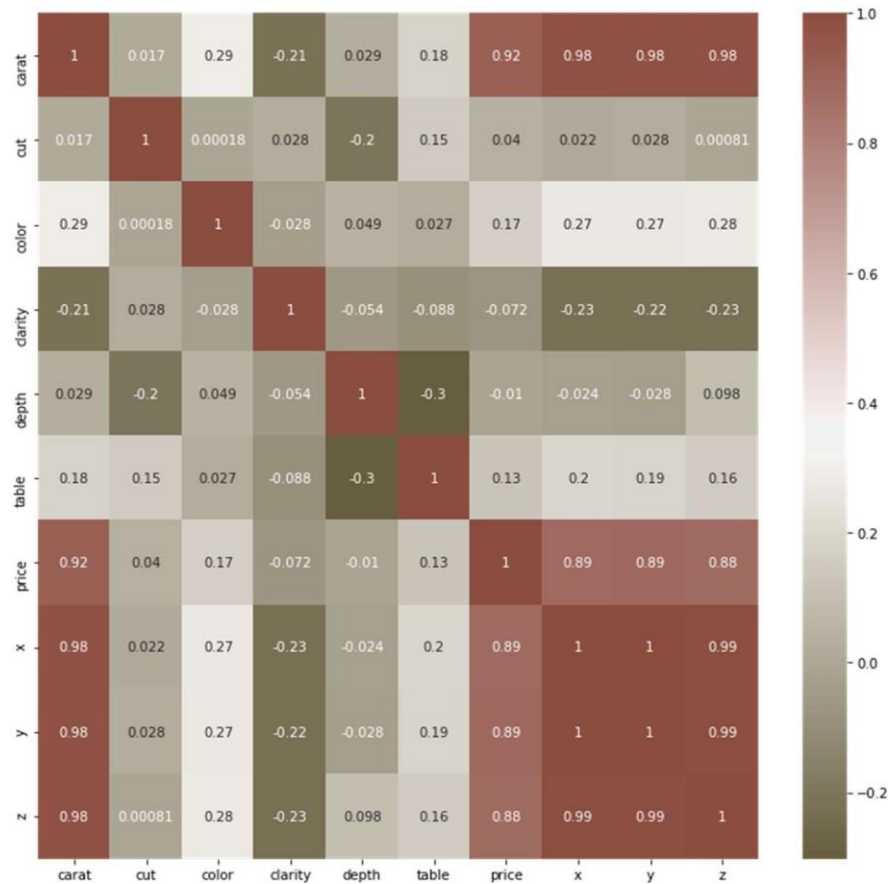 carat 1 0.017 0.29 -0.21 0.029 0.18 0.92 0.98 0.98 0.98
cut 0.017 1 0.00018 0.028 -0.2 0.15 0.04 0.022 0.028 0.00081
color 0.29 0.00018 1 -0.028 0.049 0.027 0.17 0.27 0.27 0.28
clarity -0.21 0.028 -0.028 1 -0.054 -0.088 -0.072 -0.23 -0.22 -0.23
depth 0.029 -0.2 0.049 -0.054 1 -0.3 -0.01 -0.024 -0.028 0.098
table 0.18 0.15 0.027 -0.088 -0.3 1 0.13 0.2 0.19 0.16
price 0.92 0.04 0.17 -0.072 -0.01 0.13 1 0.89 0.89 0.88
x 0.98 0.022 0.27 -0.23 -0.024 0.2 0.89 1 1 0.99
y 0.98 0.028 0.27 -0.22 -0.028 0.19 0.89 1 1 0.99
z 0.98 0.00081 0.28 -0.23 0.098 0.16 0.88 0.99 0.99 1
carat cut color clarity depth table price x y z
1.0
0.8
0.6
0.4
0.2
0.0
−0.2